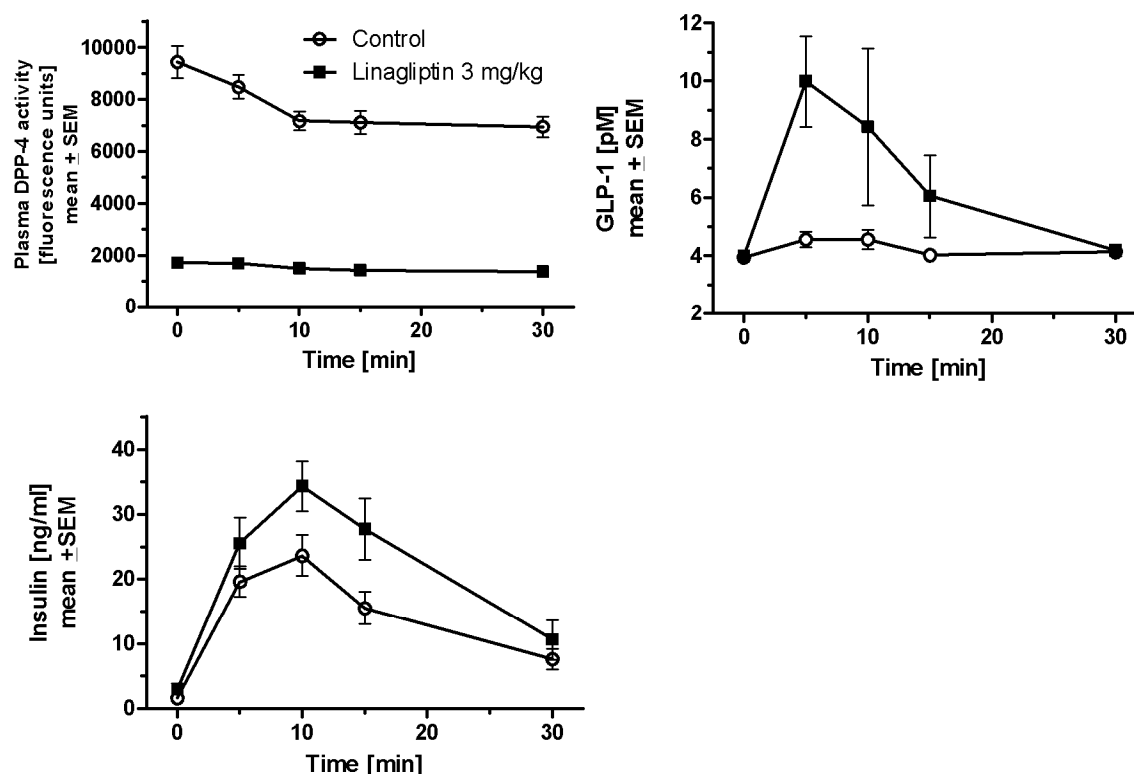 Plasma DPP-4 activity
[fluorescence units]
mean ± SEM
10000
8000
6000
4000
2000
0
Control
Linagliptin 3 mg/kg
0 10 20 30
Time [min]
GLP-1 [pM]
mean ± SEM
12
10
8
6
4
2
0 10 20 30
Time [min]
Insulin [ng/ml]
mean ±SEM
40
30
20
10
0
0 10 20 30
Time [min]